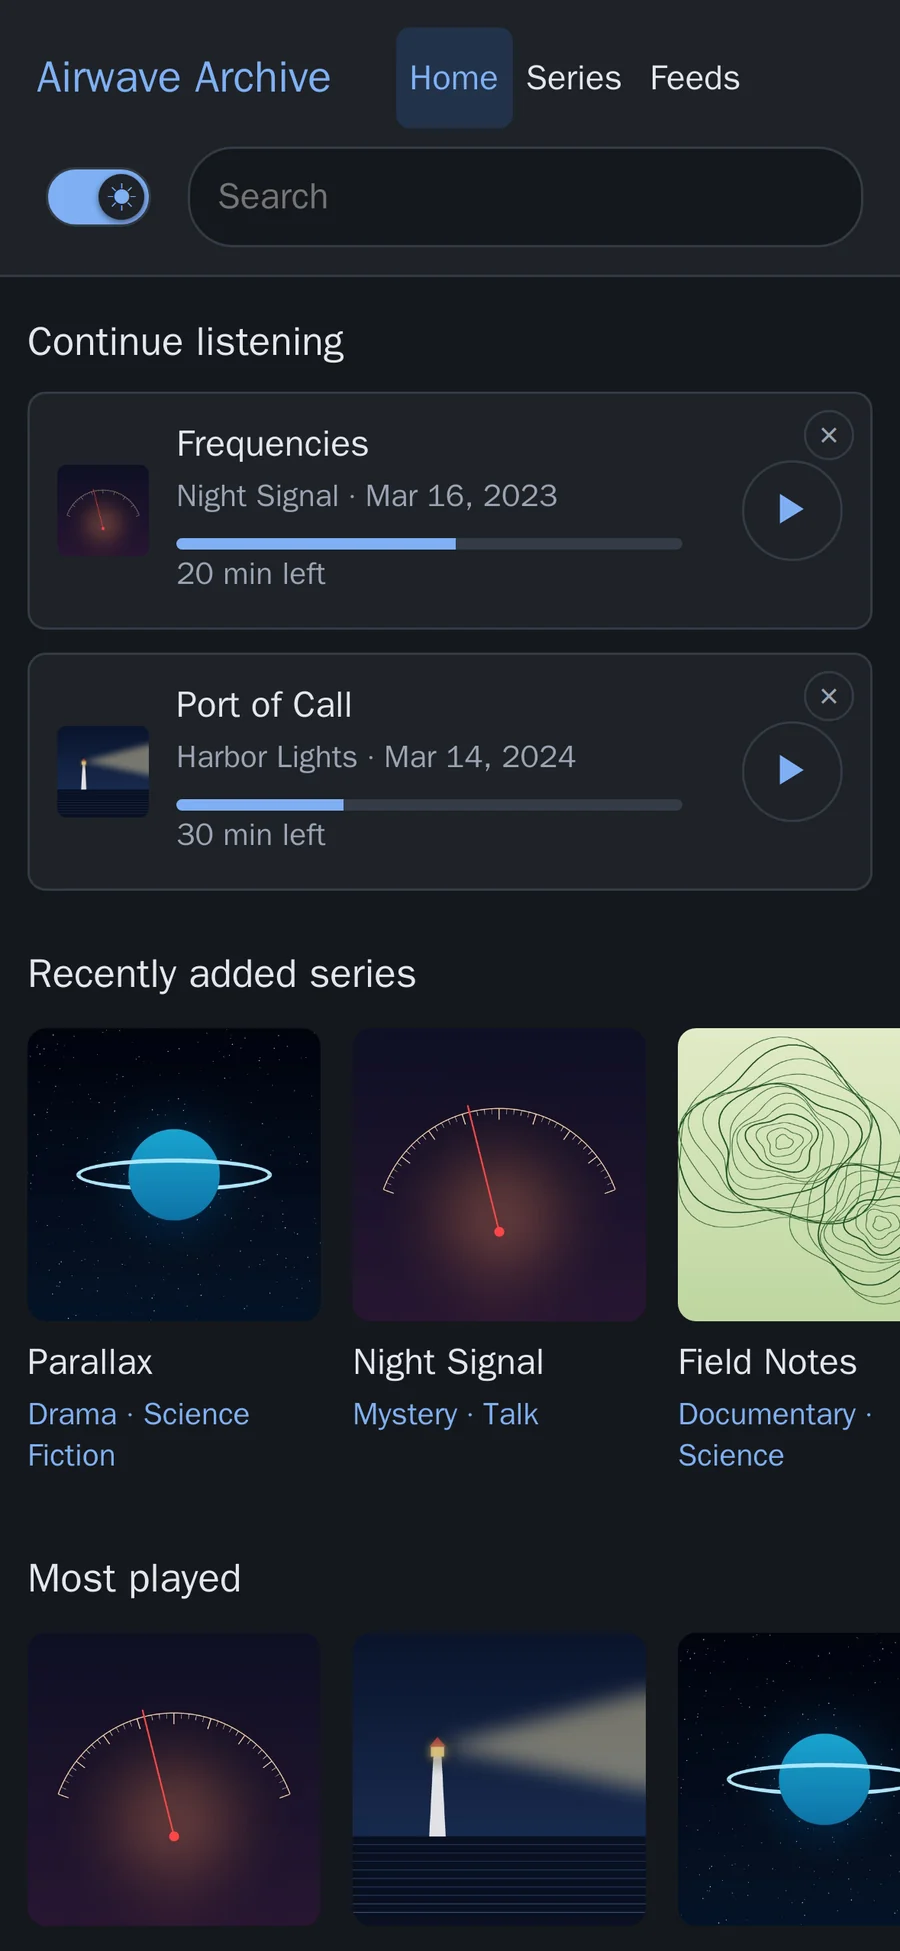 Airwave Archive
Home
Series
Feeds
Search
Continue listening
Frequencies
Night Signal · Mar 16, 2023
20 min left
Port of Call
Harbor Lights · Mar 14, 2024
30 min left
Recently added series
Parallax
Drama · Science
Fiction
Night Signal
Mystery · Talk
Field Notes
Documentary ·
Science
Most played